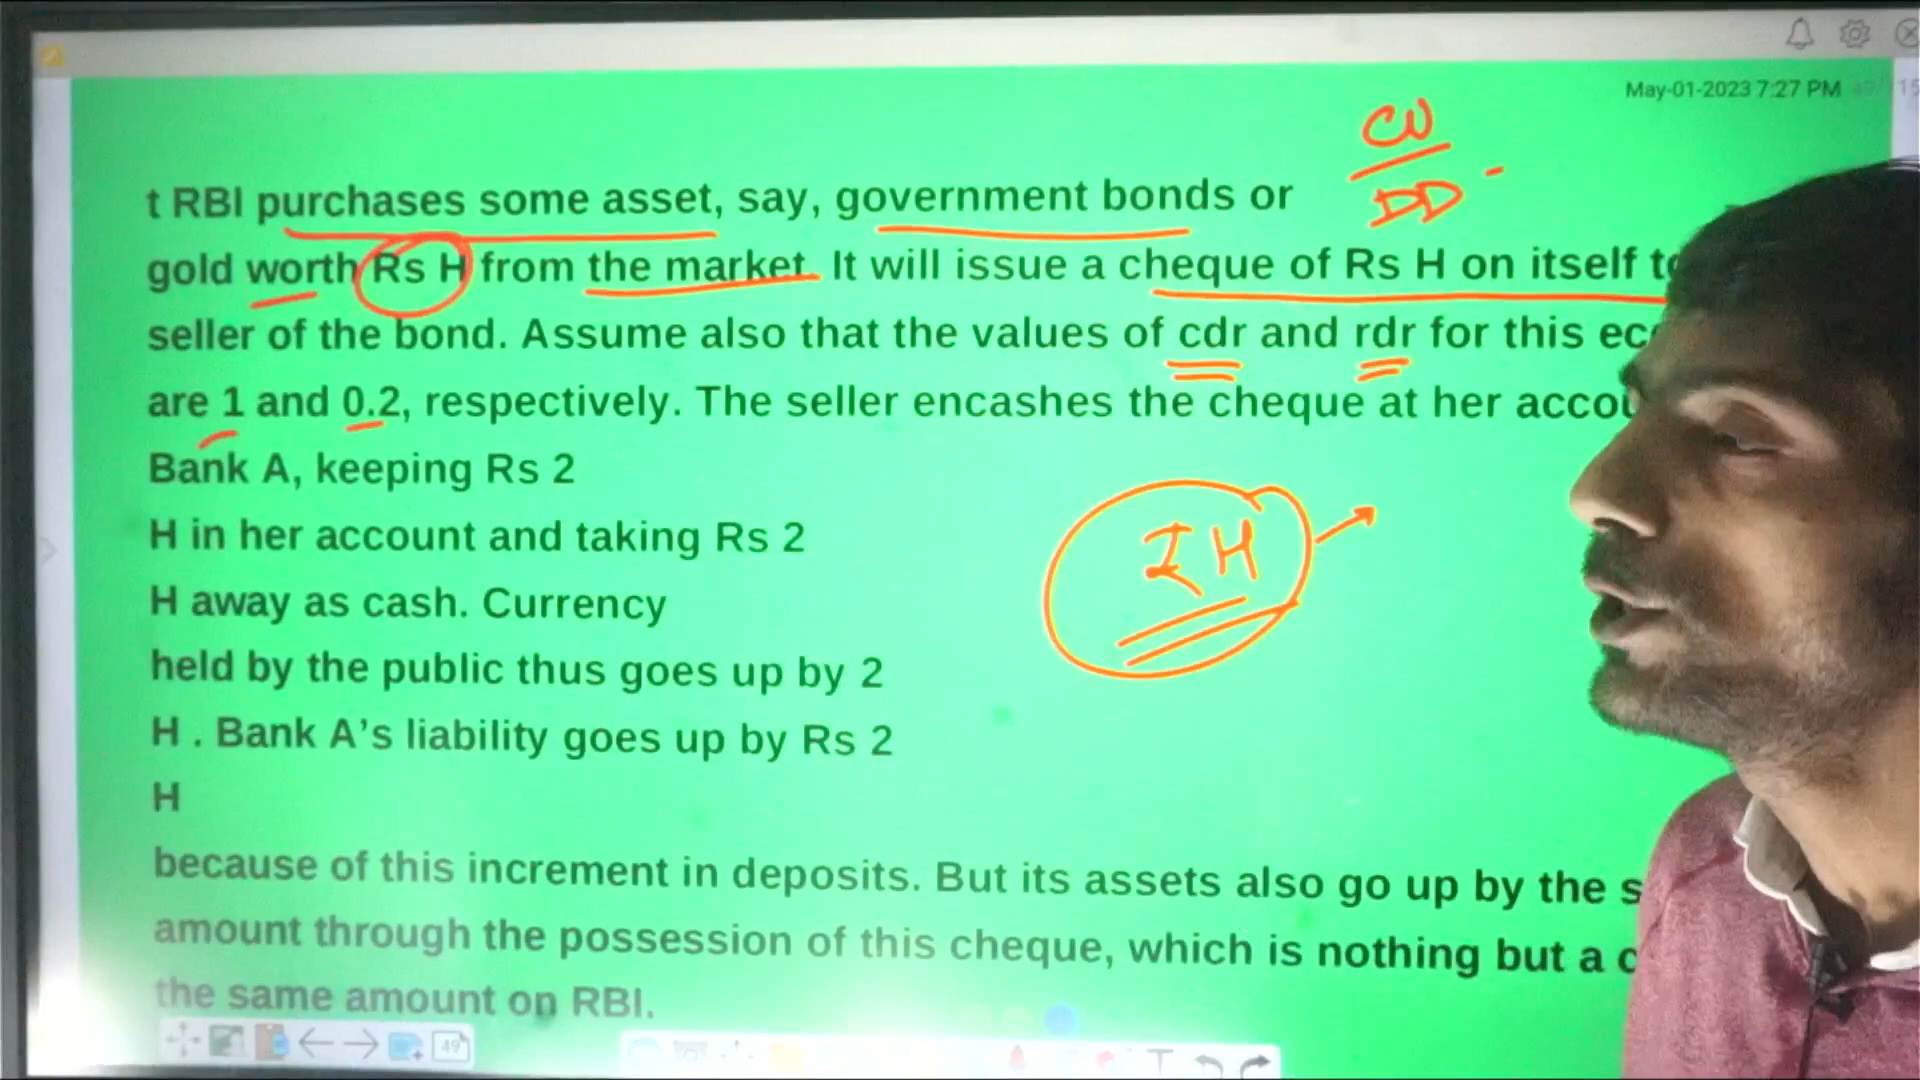 May-01-2023 7:27 PM
CU
DD
t RBI purchases some asset, say, government bonds or
gold worth Rs H from the market. It will issue a cheque of Rs H on itself to
seller of the bond. Assume also that the values of cdr and rdr for this ec
are 1 and 0.2, respectively. The seller encashes the cheque at her accou
Bank A, keeping Rs 2
H in her account and taking Rs 2
H away as cash. Currency
held by the public thus goes up by 2
H . Bank A’s liability goes up by Rs 2
H
because of this increment in deposits. But its assets also go up by the s
amount through the possession of this cheque, which is nothing but a c
the same amount on RBI.
₹ H
49